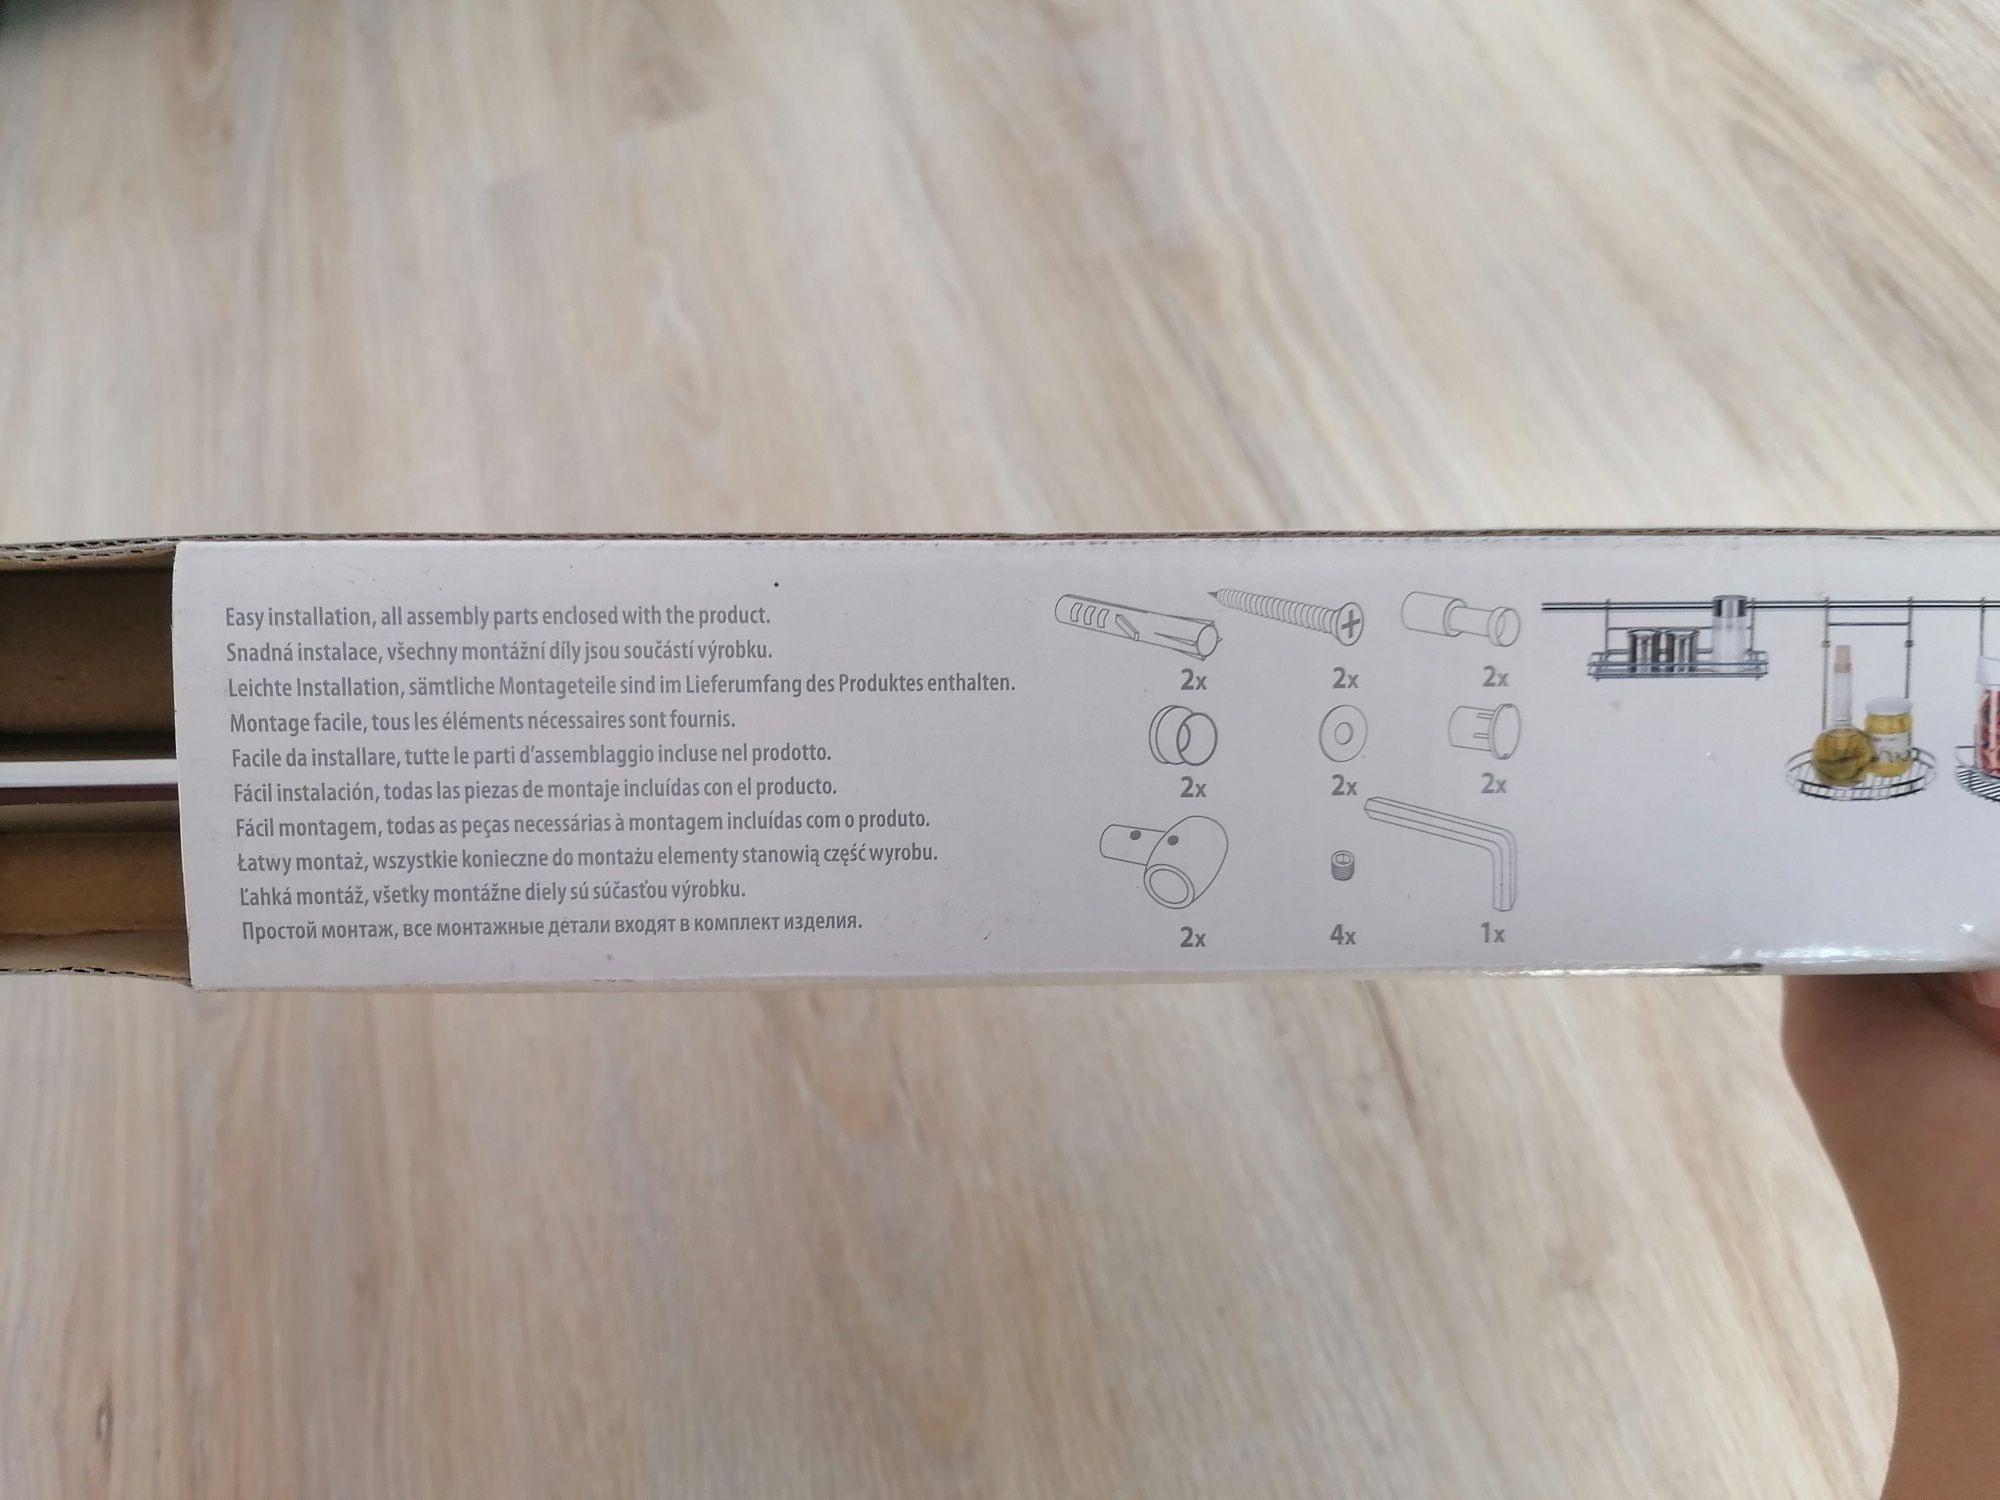 Easy installation, all assembly parts enclosed with the product.
Snadná instalace, všechny montážní díly jsou součástí výrobku.
Leichte Installation, sämtliche Montageteile sind im Lieferumfang des Produktes enthalten.
Montage facile, tous les éléments nécessaires sont fournis.
Facile da installare, tutte le parti d'assemblaggio incluse nel prodotto.
Fácil instalación, todas las piezas de montaje incluídas con el producto.
Fácil montagem, todas as peças necessárias à montagem incluídas com o produto.
Łatwy montaż, wszystkie konieczne do montażu elementy stanowią część wyrobu.
Ľahká montáž, všetky montážne diely sú súčasťou výrobku.
Простой монтаж, все монтажные детали входят в комплект изделия.
2x 2x 2x
2x 2x 2x
2x 4x 1x